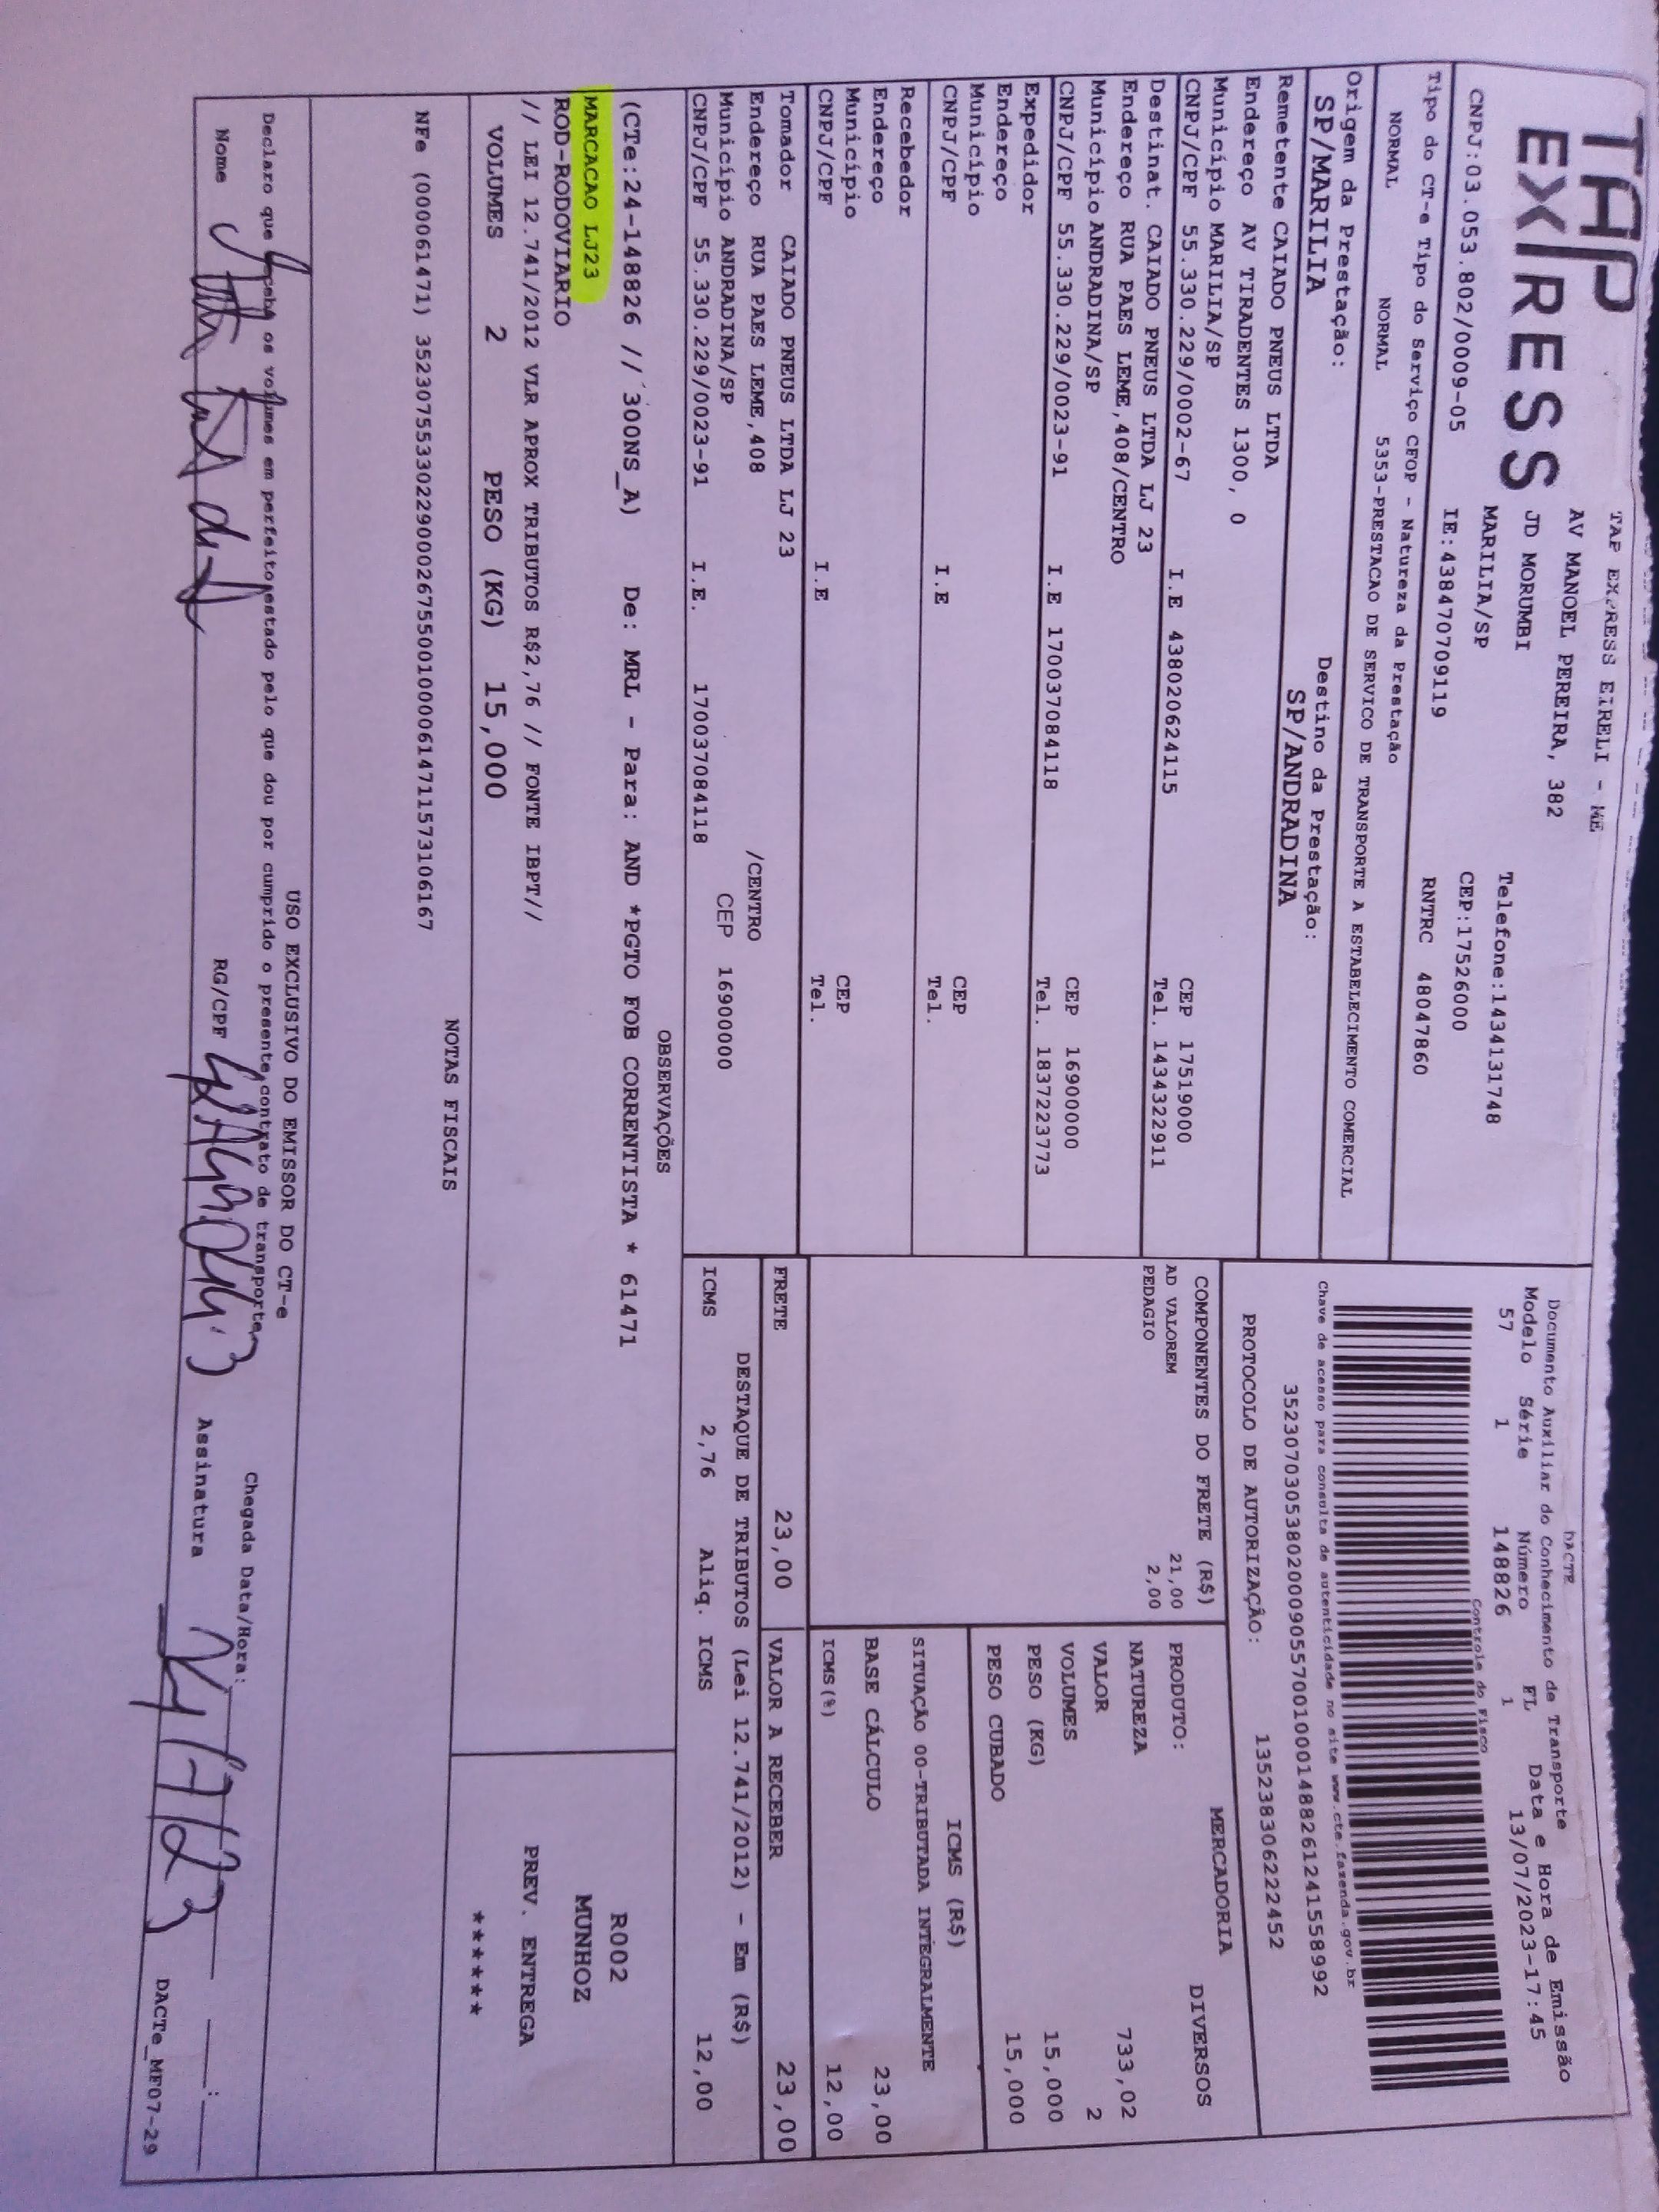 TAP
EXPRESS
TAP EXPRESS EIRELI - ME
AV MANOEL PEREIRA, 382
JD MORUMBI
MARILIA/SP
Telefone:1434131748
CEP:17526000
CNPJ:03.053.802/0009-05 IE:438470709119 RNTRC 48047860
Tipo do CT-e Tipo do Serviço CFOP - Natureza da Prestação
NORMAL NORMAL 5353-PRESTACAO DE SERVICO DE TRANSPORTE A ESTABELECIMENTO COMERCIAL
Origem da Prestação: Destino da Prestação:
SP/MARILIA SP/ANDRADINA
DACTE
Documento Auxiliar do Conhecimento de Transporte
Modelo Série Número FL Data e Hora de Emissão
57 1 148826 1 13/07/2023-17:45
Controle do Fisco
Chave de acesso para consulta de autenticidade no site www.cte.fazenda.gov.br
35230703053802000905570010001488261241558992
PROTOCOLO DE AUTORIZAÇÃO: 135238306222452
Remetente CAIADO PNEUS LTDA
Endereço AV TIRADENTES 1300, 0
Município MARILIA/SP CEP 17519000
CNPJ/CPF 55.330.229/0002-67 I.E 438020624115 Tel. 1434322911
Destinat. CAIADO PNEUS LTDA LJ 23
Endereço RUA PAES LEME,408/CENTRO
Município ANDRADINA/SP CEP 16900000
CNPJ/CPF 55.330.229/0023-91 I.E 170037084118 Tel. 1837223773
Expedidor
Endereço
Município CEP
CNPJ/CPF I.E Tel.
Recebedor
Endereço
Município CEP
CNPJ/CPF I.E Tel.
Tomador CAIADO PNEUS LTDA LJ 23
Endereço RUA PAES LEME,408 /CENTRO
Município ANDRADINA/SP CEP 16900000
CNPJ/CPF 55.330.229/0023-91 I.E. 170037084118
COMPONENTES DO FRETE (R$)
AD VALOREM 21,00
PEDAGIO 2,00
MERCADORIA
PRODUTO: DIVERSOS
NATUREZA
VALOR 733,02
VOLUMES 2
PESO (KG) 15,000
PESO CUBADO 15,000
ICMS (R$)
SITUAÇÃO 00-TRIBUTADA INTEGRALMENTE
BASE CÁLCULO 23,00
ICMS(%) 12,00
FRETE 23,00 VALOR A RECEBER 23,00
DESTAQUE DE TRIBUTOS (Lei 12.741/2012) - Em (R$)
ICMS 2,76 Aliq. ICMS 12,00
OBSERVAÇÕES
(CTe:24-148826 // 300NS_A) De: MRL - Para: AND *PGTO FOB CORRENTISTA * 61471
MARCACAO LJ23
ROD-RODOVIARIO
// LEI 12.741/2012 VLR APROX TRIBUTOS R$2,76 // FONTE IBPT//
VOLUMES 2 PESO (KG) 15,000
R002
MUNHOZ
PREV. ENTREGA
*******
NOTAS FISCAIS
NFe (000061471) 35230755330229000267550010000614711573106167
USO EXCLUSIVO DO EMISSOR DO CT-e
Declaro que recebi os volumes em perfeito estado pelo que dou por cumprido o presente contrato de transporte
Chegada Data/Hora: ____ __:__
Nome RG/CPF Assinatura
DACTe_MF07-29